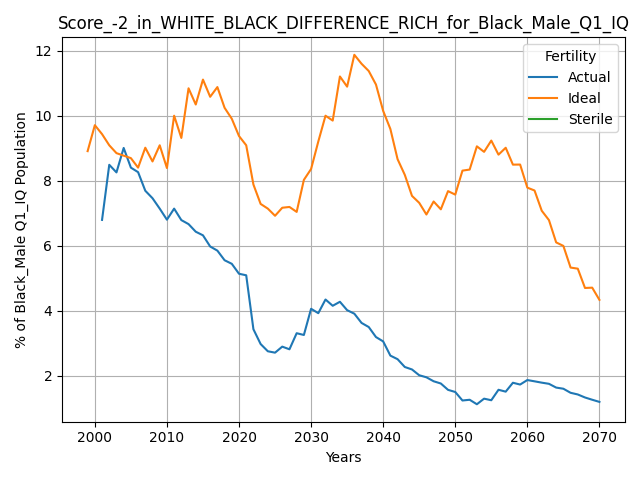 Score_-2_in_WHITE_BLACK_DIFFERENCE_RICH_for_Black_Male_Q1_IQ
Fertility
Actual
Ideal
Sterile
% of Black_Male Q1_IQ Population
12
10
8
6
4
2
2000 2010 2020 2030 2040 2050 2060 2070
Years